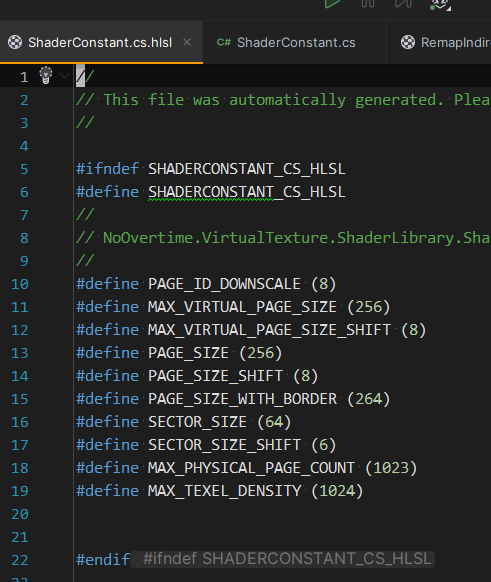 ShaderConstant.cs.hlsl × C# ShaderConstant.cs RemapIndir
1 //
2 // This file was automatically generated. Plea
3 //
4
5 #ifndef SHADERCONSTANT_CS_HLSL
6 #define SHADERCONSTANT_CS_HLSL
7 //
8 // NoOvertime.VirtualTexture.ShaderLibrary.Sha
9 //
10 #define PAGE_ID_DOWNSCALE (8)
11 #define MAX_VIRTUAL_PAGE_SIZE (256)
12 #define MAX_VIRTUAL_PAGE_SIZE_SHIFT (8)
13 #define PAGE_SIZE (256)
14 #define PAGE_SIZE_SHIFT (8)
15 #define PAGE_SIZE_WITH_BORDER (264)
16 #define SECTOR_SIZE (64)
17 #define SECTOR_SIZE_SHIFT (6)
18 #define MAX_PHYSICAL_PAGE_COUNT (1023)
19 #define MAX_TEXEL_DENSITY (1024)
20
21
22 #endif #ifndef SHADERCONSTANT_CS_HLSL